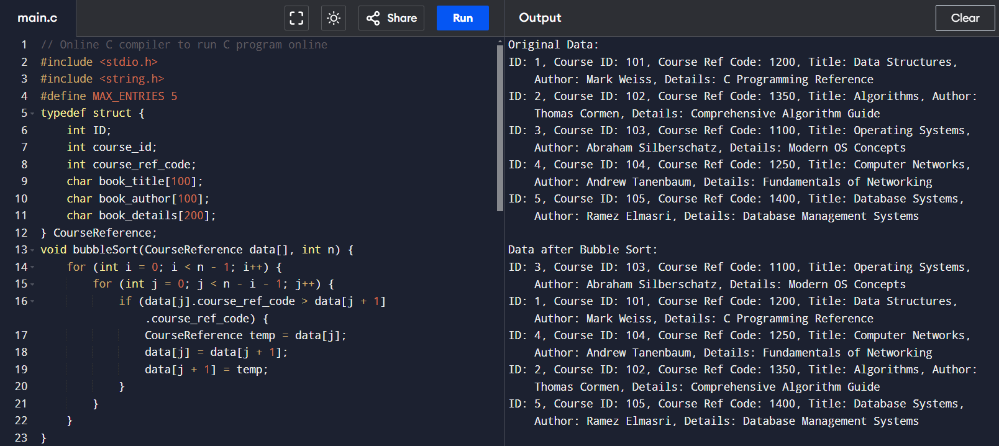 main.c
Share
Run
Output
Clear
1 // Online C compiler to run C program online
2 #include <stdio.h>
3 #include <string.h>
4 #define MAX_ENTRIES 5
5 typedef struct {
6 int ID;
7 int course_id;
8 int course_ref_code;
9 char book_title[100];
10 char book_author[100];
11 char book_details[200];
12 } CourseReference;
13 void bubbleSort(CourseReference data[], int n) {
14 for (int i = 0; i < n - 1; i++) {
15 for (int j = 0; j < n - i - 1; j++) {
16 if (data[j].course_ref_code > data[j + 1]
.course_ref_code) {
17 CourseReference temp = data[j];
18 data[j] = data[j + 1];
19 data[j + 1] = temp;
20 }
21 }
22 }
23 }
Original Data:
ID: 1, Course ID: 101, Course Ref Code: 1200, Title: Data Structures,
Author: Mark Weiss, Details: C Programming Reference
ID: 2, Course ID: 102, Course Ref Code: 1350, Title: Algorithms, Author:
Thomas Cormen, Details: Comprehensive Algorithm Guide
ID: 3, Course ID: 103, Course Ref Code: 1100, Title: Operating Systems,
Author: Abraham Silberschatz, Details: Modern OS Concepts
ID: 4, Course ID: 104, Course Ref Code: 1250, Title: Computer Networks,
Author: Andrew Tanenbaum, Details: Fundamentals of Networking
ID: 5, Course ID: 105, Course Ref Code: 1400, Title: Database Systems,
Author: Ramez Elmasri, Details: Database Management Systems
Data after Bubble Sort:
ID: 3, Course ID: 103, Course Ref Code: 1100, Title: Operating Systems,
Author: Abraham Silberschatz, Details: Modern OS Concepts
ID: 1, Course ID: 101, Course Ref Code: 1200, Title: Data Structures,
Author: Mark Weiss, Details: C Programming Reference
ID: 4, Course ID: 104, Course Ref Code: 1250, Title: Computer Networks,
Author: Andrew Tanenbaum, Details: Fundamentals of Networking
ID: 2, Course ID: 102, Course Ref Code: 1350, Title: Algorithms, Author:
Thomas Cormen, Details: Comprehensive Algorithm Guide
ID: 5, Course ID: 105, Course Ref Code: 1400, Title: Database Systems,
Author: Ramez Elmasri, Details: Database Management Systems